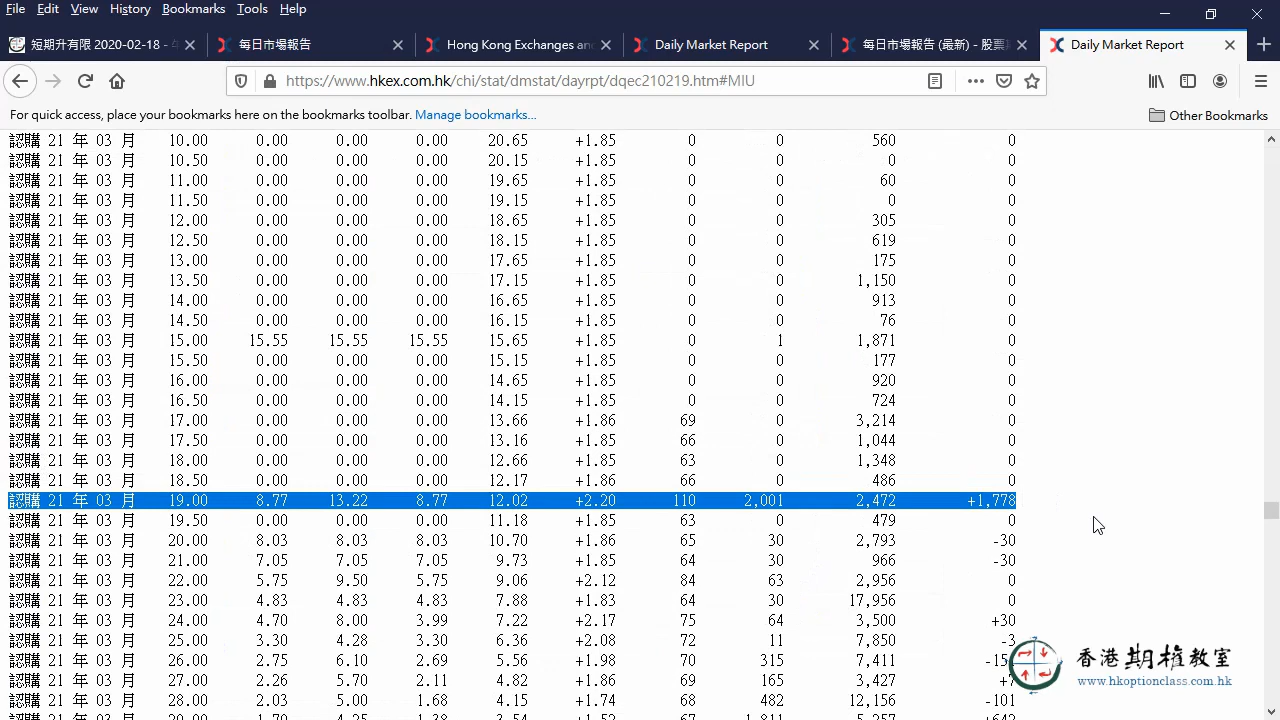 File Edit View History Bookmarks Tools Help
短期升有限 2020-02-18 -
每日市場報告
Hong Kong Exchanges and
Daily Market Report
每日市場報告 (最新) - 股票
Daily Market Report
https://www.hkex.com.hk/chi/stat/dmstat/dayrpt/dqec210219.htm#MIU
For quick access, place your bookmarks here on the bookmarks toolbar. Manage bookmarks...
Other Bookmarks
認購 21 年 03 月 10.00 0.00 0.00 0.00 20.65 +1.85 0 0 560 0
認購 21 年 03 月 10.50 0.00 0.00 0.00 20.15 +1.85 0 0 0 0
認購 21 年 03 月 11.00 0.00 0.00 0.00 19.65 +1.85 0 0 60 0
認購 21 年 03 月 11.50 0.00 0.00 0.00 19.15 +1.85 0 0 0 0
認購 21 年 03 月 12.00 0.00 0.00 0.00 18.65 +1.85 0 0 305 0
認購 21 年 03 月 12.50 0.00 0.00 0.00 18.15 +1.85 0 0 619 0
認購 21 年 03 月 13.00 0.00 0.00 0.00 17.65 +1.85 0 0 175 0
認購 21 年 03 月 13.50 0.00 0.00 0.00 17.15 +1.85 0 0 1,150 0
認購 21 年 03 月 14.00 0.00 0.00 0.00 16.65 +1.85 0 0 913 0
認購 21 年 03 月 14.50 0.00 0.00 0.00 16.15 +1.85 0 0 76 0
認購 21 年 03 月 15.00 15.55 15.55 15.55 15.65 +1.85 0 1 1,871 0
認購 21 年 03 月 15.50 0.00 0.00 0.00 15.15 +1.85 0 0 177 0
認購 21 年 03 月 16.00 0.00 0.00 0.00 14.65 +1.85 0 0 920 0
認購 21 年 03 月 16.50 0.00 0.00 0.00 14.15 +1.85 0 0 724 0
認購 21 年 03 月 17.00 0.00 0.00 0.00 13.66 +1.86 69 0 3,214 0
認購 21 年 03 月 17.50 0.00 0.00 0.00 13.16 +1.85 66 0 1,044 0
認購 21 年 03 月 18.00 0.00 0.00 0.00 12.66 +1.85 63 0 1,348 0
認購 21 年 03 月 18.50 0.00 0.00 0.00 12.17 +1.86 66 0 486 0
認購 21 年 03 月 19.00 8.77 13.22 8.77 12.02 +2.20 110 2,001 2,472 +1,778
認購 21 年 03 月 19.50 0.00 0.00 0.00 11.18 +1.85 63 0 479 0
認購 21 年 03 月 20.00 8.03 8.03 8.03 10.70 +1.86 65 30 2,793 -30
認購 21 年 03 月 21.00 7.05 7.05 7.05 9.73 +1.85 64 30 966 -30
認購 21 年 03 月 22.00 5.75 9.50 5.75 9.06 +2.12 84 63 2,956 0
認購 21 年 03 月 23.00 4.83 4.83 4.83 7.88 +1.83 64 30 17,956 0
認購 21 年 03 月 24.00 4.70 8.00 3.99 7.22 +2.17 75 64 3,500 +30
認購 21 年 03 月 25.00 3.30 4.28 3.30 6.36 +2.08 72 11 7,850 -3
認購 21 年 03 月 26.00 2.75 6.10 2.69 5.56 +1.98 70 315 7,411
認購 21 年 03 月 27.00 2.26 5.70 2.11 4.82 +1.86 69 165 3,427
認購 21 年 03 月 28.00 2.03 5.00 1.68 4.15 +1.74 68 482 12,156 -101
香港期權教室
www.hkoptionclass.com.hk